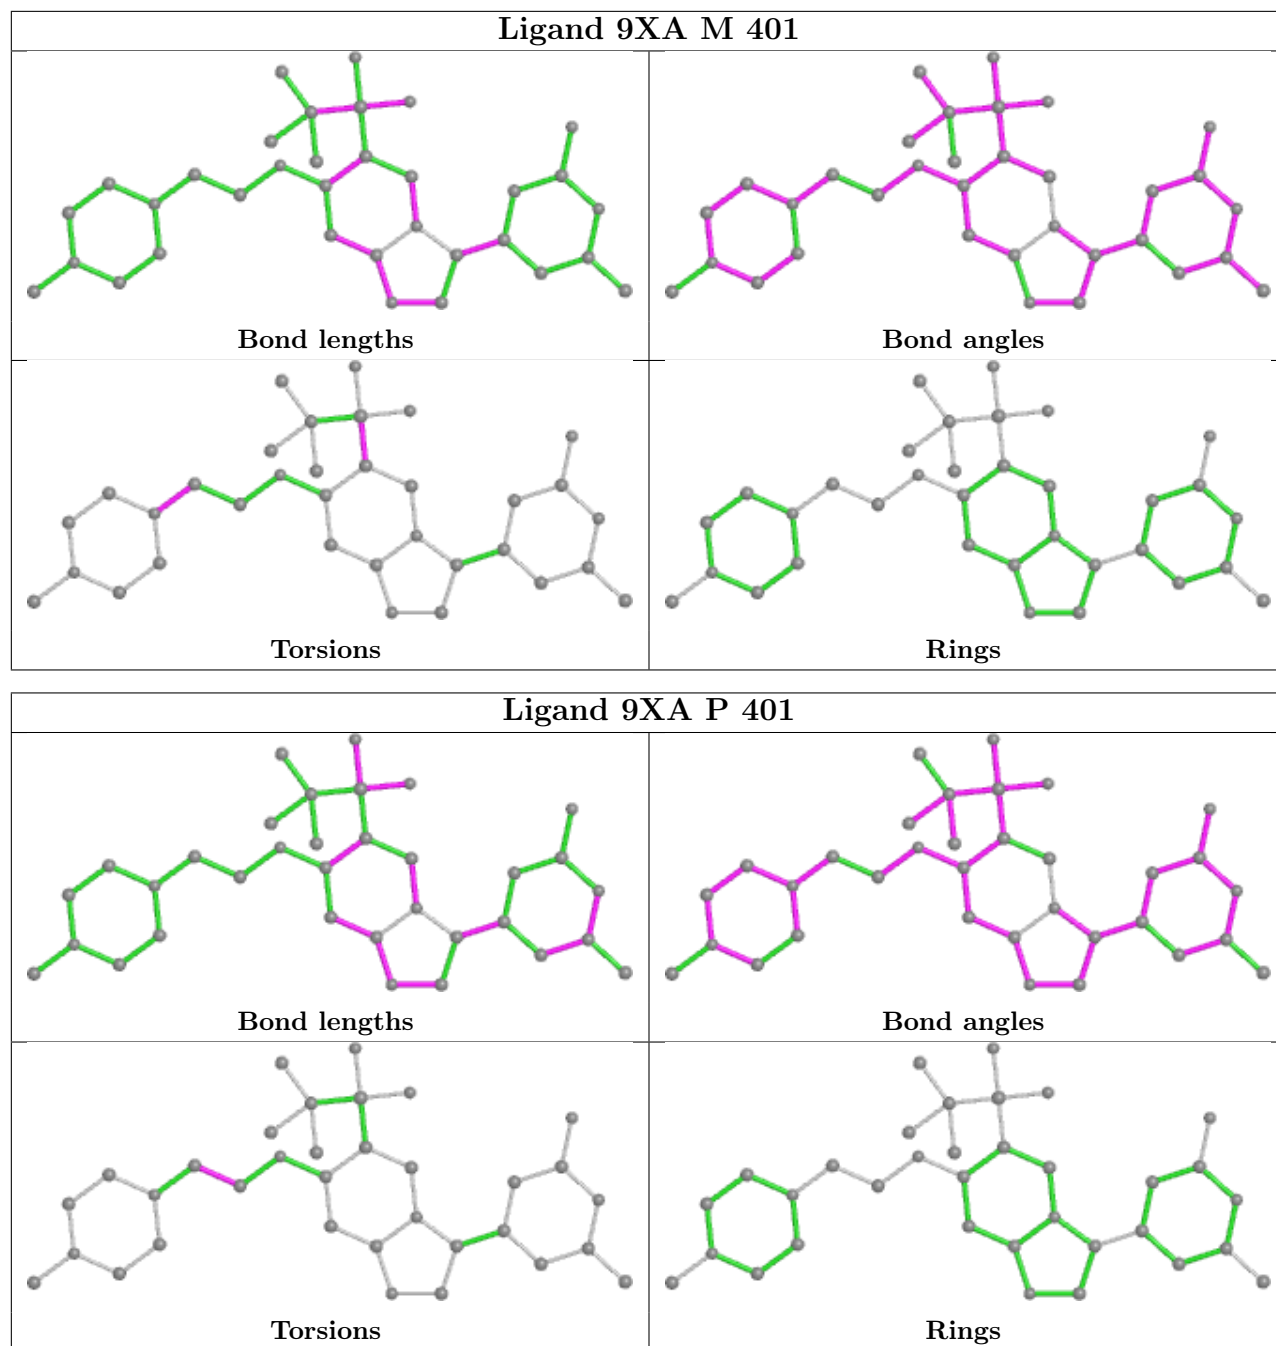 Ligand 9XA M 401
Bond lengths
Bond angles
Torsions
Rings
Ligand 9XA P 401
Bond lengths
Bond angles
Torsions
Rings